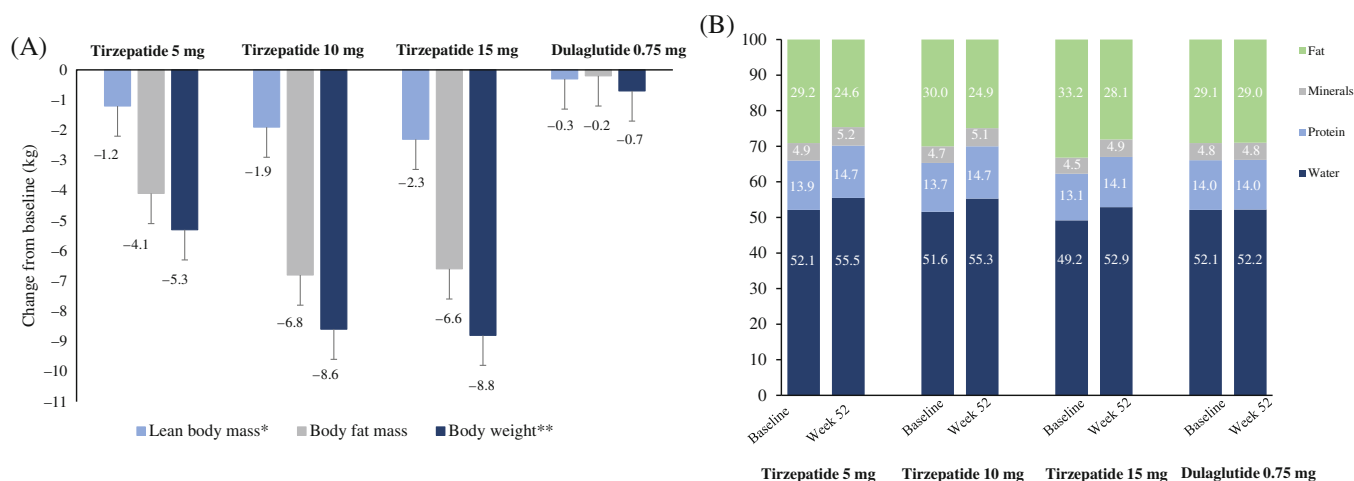 (A)
Tirzepatide 5 mg Tirzepatide 10 mg Tirzepatide 15 mg Dulaglutide 0.75 mg
Change from baseline (kg)
0
−1
−2
−3
−4
−5
−6
−7
−8
−9
−10
−11
−1.2
−4.1
−5.3
−1.9
−6.8
−8.6
−2.3
−6.6
−8.8
−0.3
−0.2
−0.7
Lean body mass* Body fat mass Body weight**
(B)
100
90
80
70
60
50
40
30
20
10
0
29.2 24.6 30.0 24.9 33.2 28.1 29.1 29.0
4.9 5.2 4.7 5.1 4.5 4.9 4.8 4.8
13.9 14.7 13.7 14.7 13.1 14.1 14.0 14.0
52.1 55.5 51.6 55.3 49.2 52.9 52.1 52.2
Baseline Week 52 Baseline Week 52 Baseline Week 52 Baseline Week 52
Tirzepatide 5 mg Tirzepatide 10 mg Tirzepatide 15 mg Dulaglutide 0.75 mg
Fat
Minerals
Protein
Water